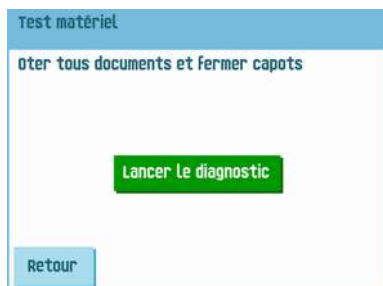 Test matériel
Oter tous documents et fermer capots
Lancer le diagnostic
Retour